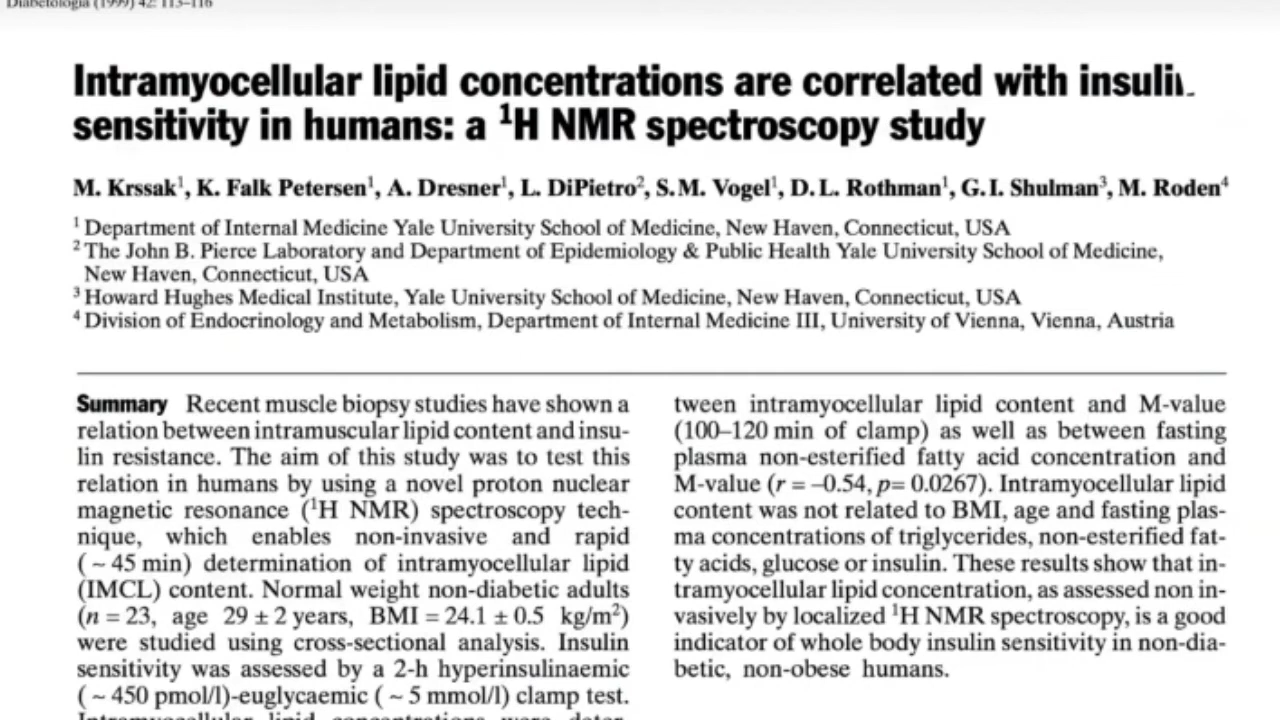 Diabetologia (1999) 42: 113–116
Intramyocellular lipid concentrations are correlated with insuli
sensitivity in humans: a ¹H NMR spectroscopy study
M. Krssak¹, K. Falk Petersen¹, A. Dresner¹, L. DiPietro², S. M. Vogel¹, D. L. Rothman¹, G. I. Shulman³, M. Roden⁴
¹ Department of Internal Medicine Yale University School of Medicine, New Haven, Connecticut, USA
² The John B. Pierce Laboratory and Department of Epidemiology & Public Health Yale University School of Medicine,
New Haven, Connecticut, USA
³ Howard Hughes Medical Institute, Yale University School of Medicine, New Haven, Connecticut, USA
⁴ Division of Endocrinology and Metabolism, Department of Internal Medicine III, University of Vienna, Vienna, Austria
Summary Recent muscle biopsy studies have shown a
relation between intramuscular lipid content and insu-
lin resistance. The aim of this study was to test this
relation in humans by using a novel proton nuclear
magnetic resonance (¹H NMR) spectroscopy tech-
nique, which enables non-invasive and rapid
(~ 45 min) determination of intramyocellular lipid
(IMCL) content. Normal weight non-diabetic adults
(n = 23, age 29 ± 2 years, BMI = 24.1 ± 0.5 kg/m²)
were studied using cross-sectional analysis. Insulin
sensitivity was assessed by a 2-h hyperinsulinaemic
(~ 450 pmol/l)-euglycaemic (~ 5 mmol/l) clamp test.
Intramyocellular lipid concentrations were deter-
tween intramyocellular lipid content and M-value
(100–120 min of clamp) as well as between fasting
plasma non-esterified fatty acid concentration and
M-value (r = –0.54, p= 0.0267). Intramyocellular lipid
content was not related to BMI, age and fasting plas-
ma concentrations of triglycerides, non-esterified fat-
ty acids, glucose or insulin. These results show that in-
tramyocellular lipid concentration, as assessed non in-
vasively by localized ¹H NMR spectroscopy, is a good
indicator of whole body insulin sensitivity in non-dia-
betic, non-obese humans.